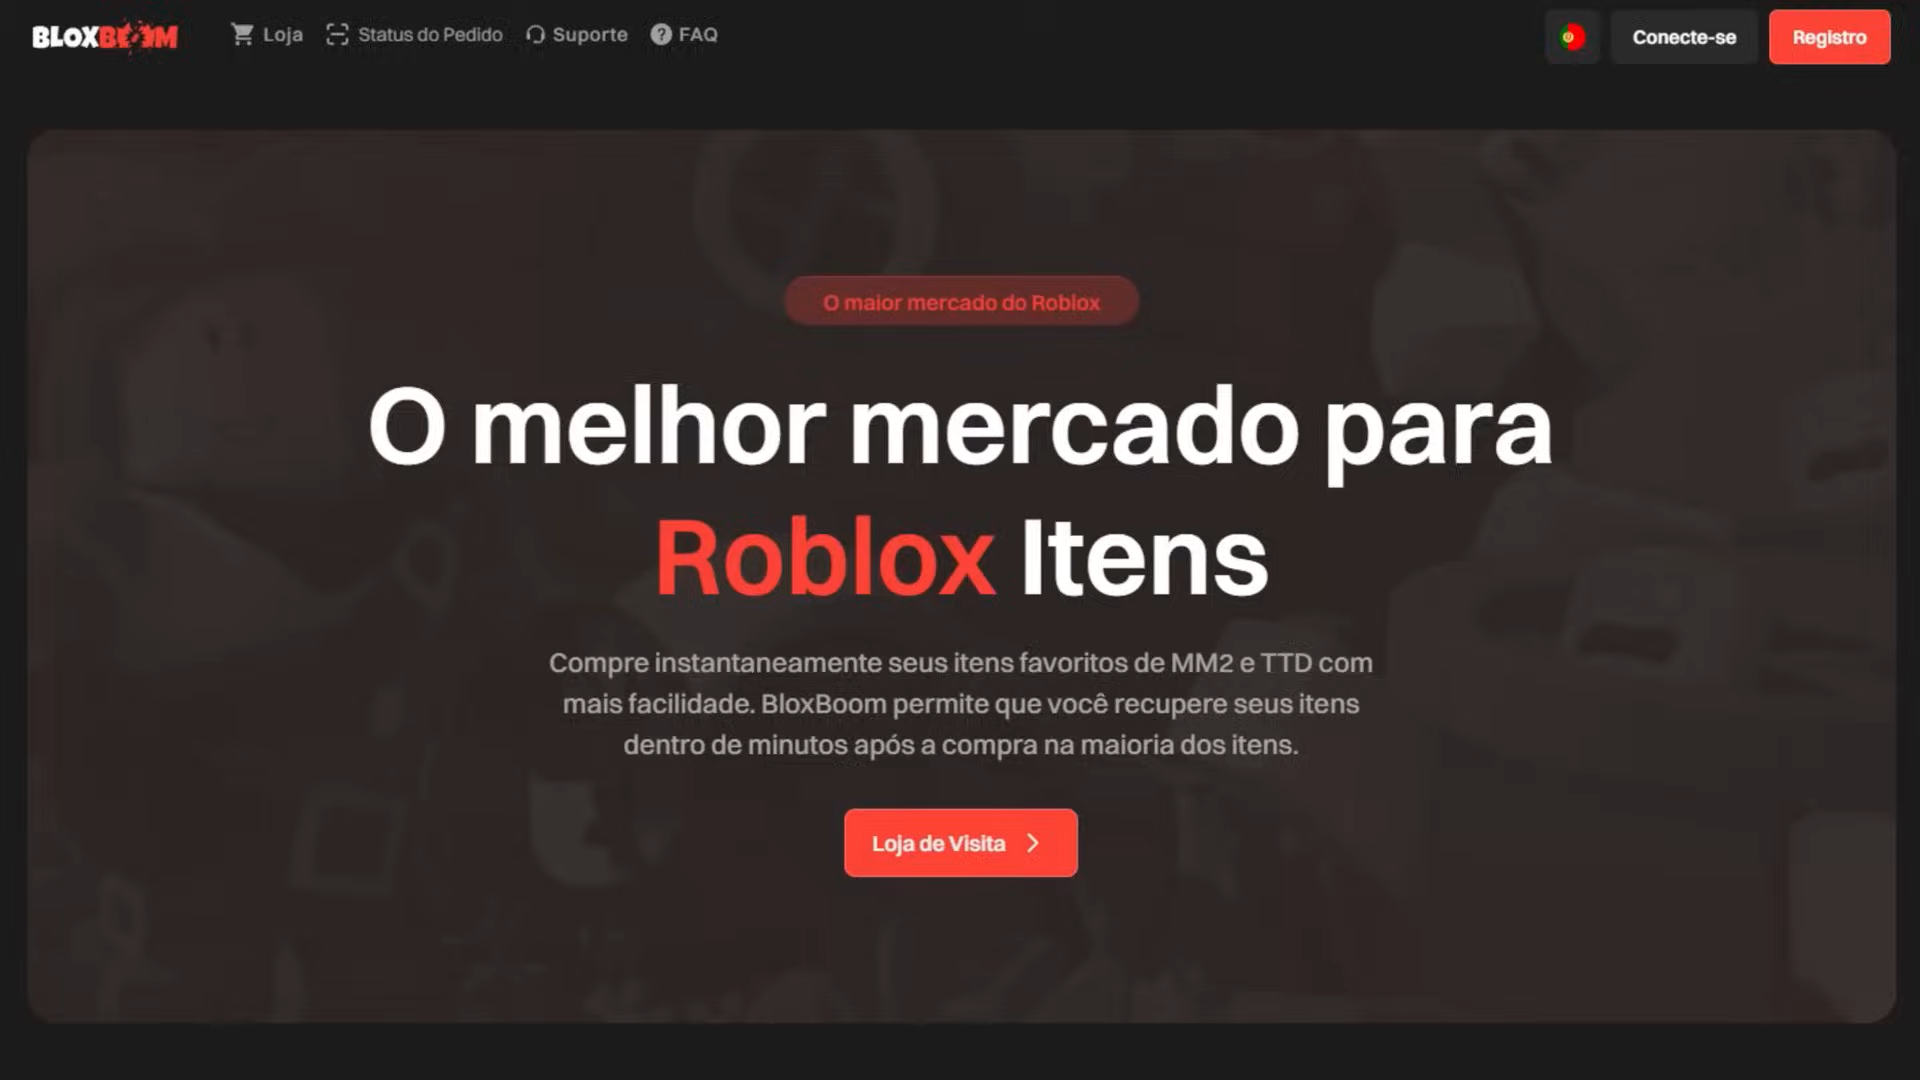 BLOXBOOM
Loja
Status do Pedido
Suporte
FAQ
Conecte-se
Registro
O maior mercado do Roblox
O melhor mercado para
Roblox Itens
Compre instantaneamente seus itens favoritos de MM2 e TTD com
mais facilidade. BloxBoom permite que você recupere seus itens
dentro de minutos após a compra na maioria dos itens.
Loja de Visita